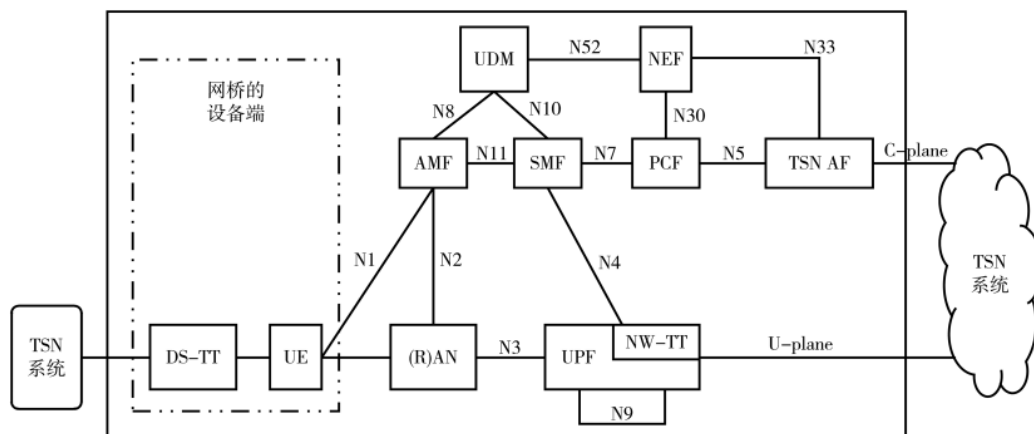 UDM
N52
NEF
N33
网桥的
设备端
N8
N10
N30
AMF
N11
SMF
N7
PCF
N5
TSN AF
C-plane
N1
N2
N4
TSN
系统
TSN
系统
DS-TT
UE
(R)AN
N3
UPF
NW-TT
U-plane
N9